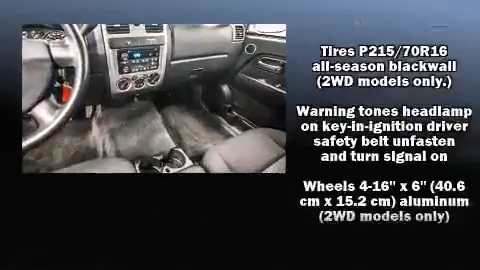 Tires P215/70R16
all-season blackwall
(2WD models only.)
Warning tones headlamp
on key-in-ignition driver
safety belt unfasten
and turn signal on
Wheels 4-16" x 6" (40.6
cm x 15.2 cm) aluminum
(2WD models only)